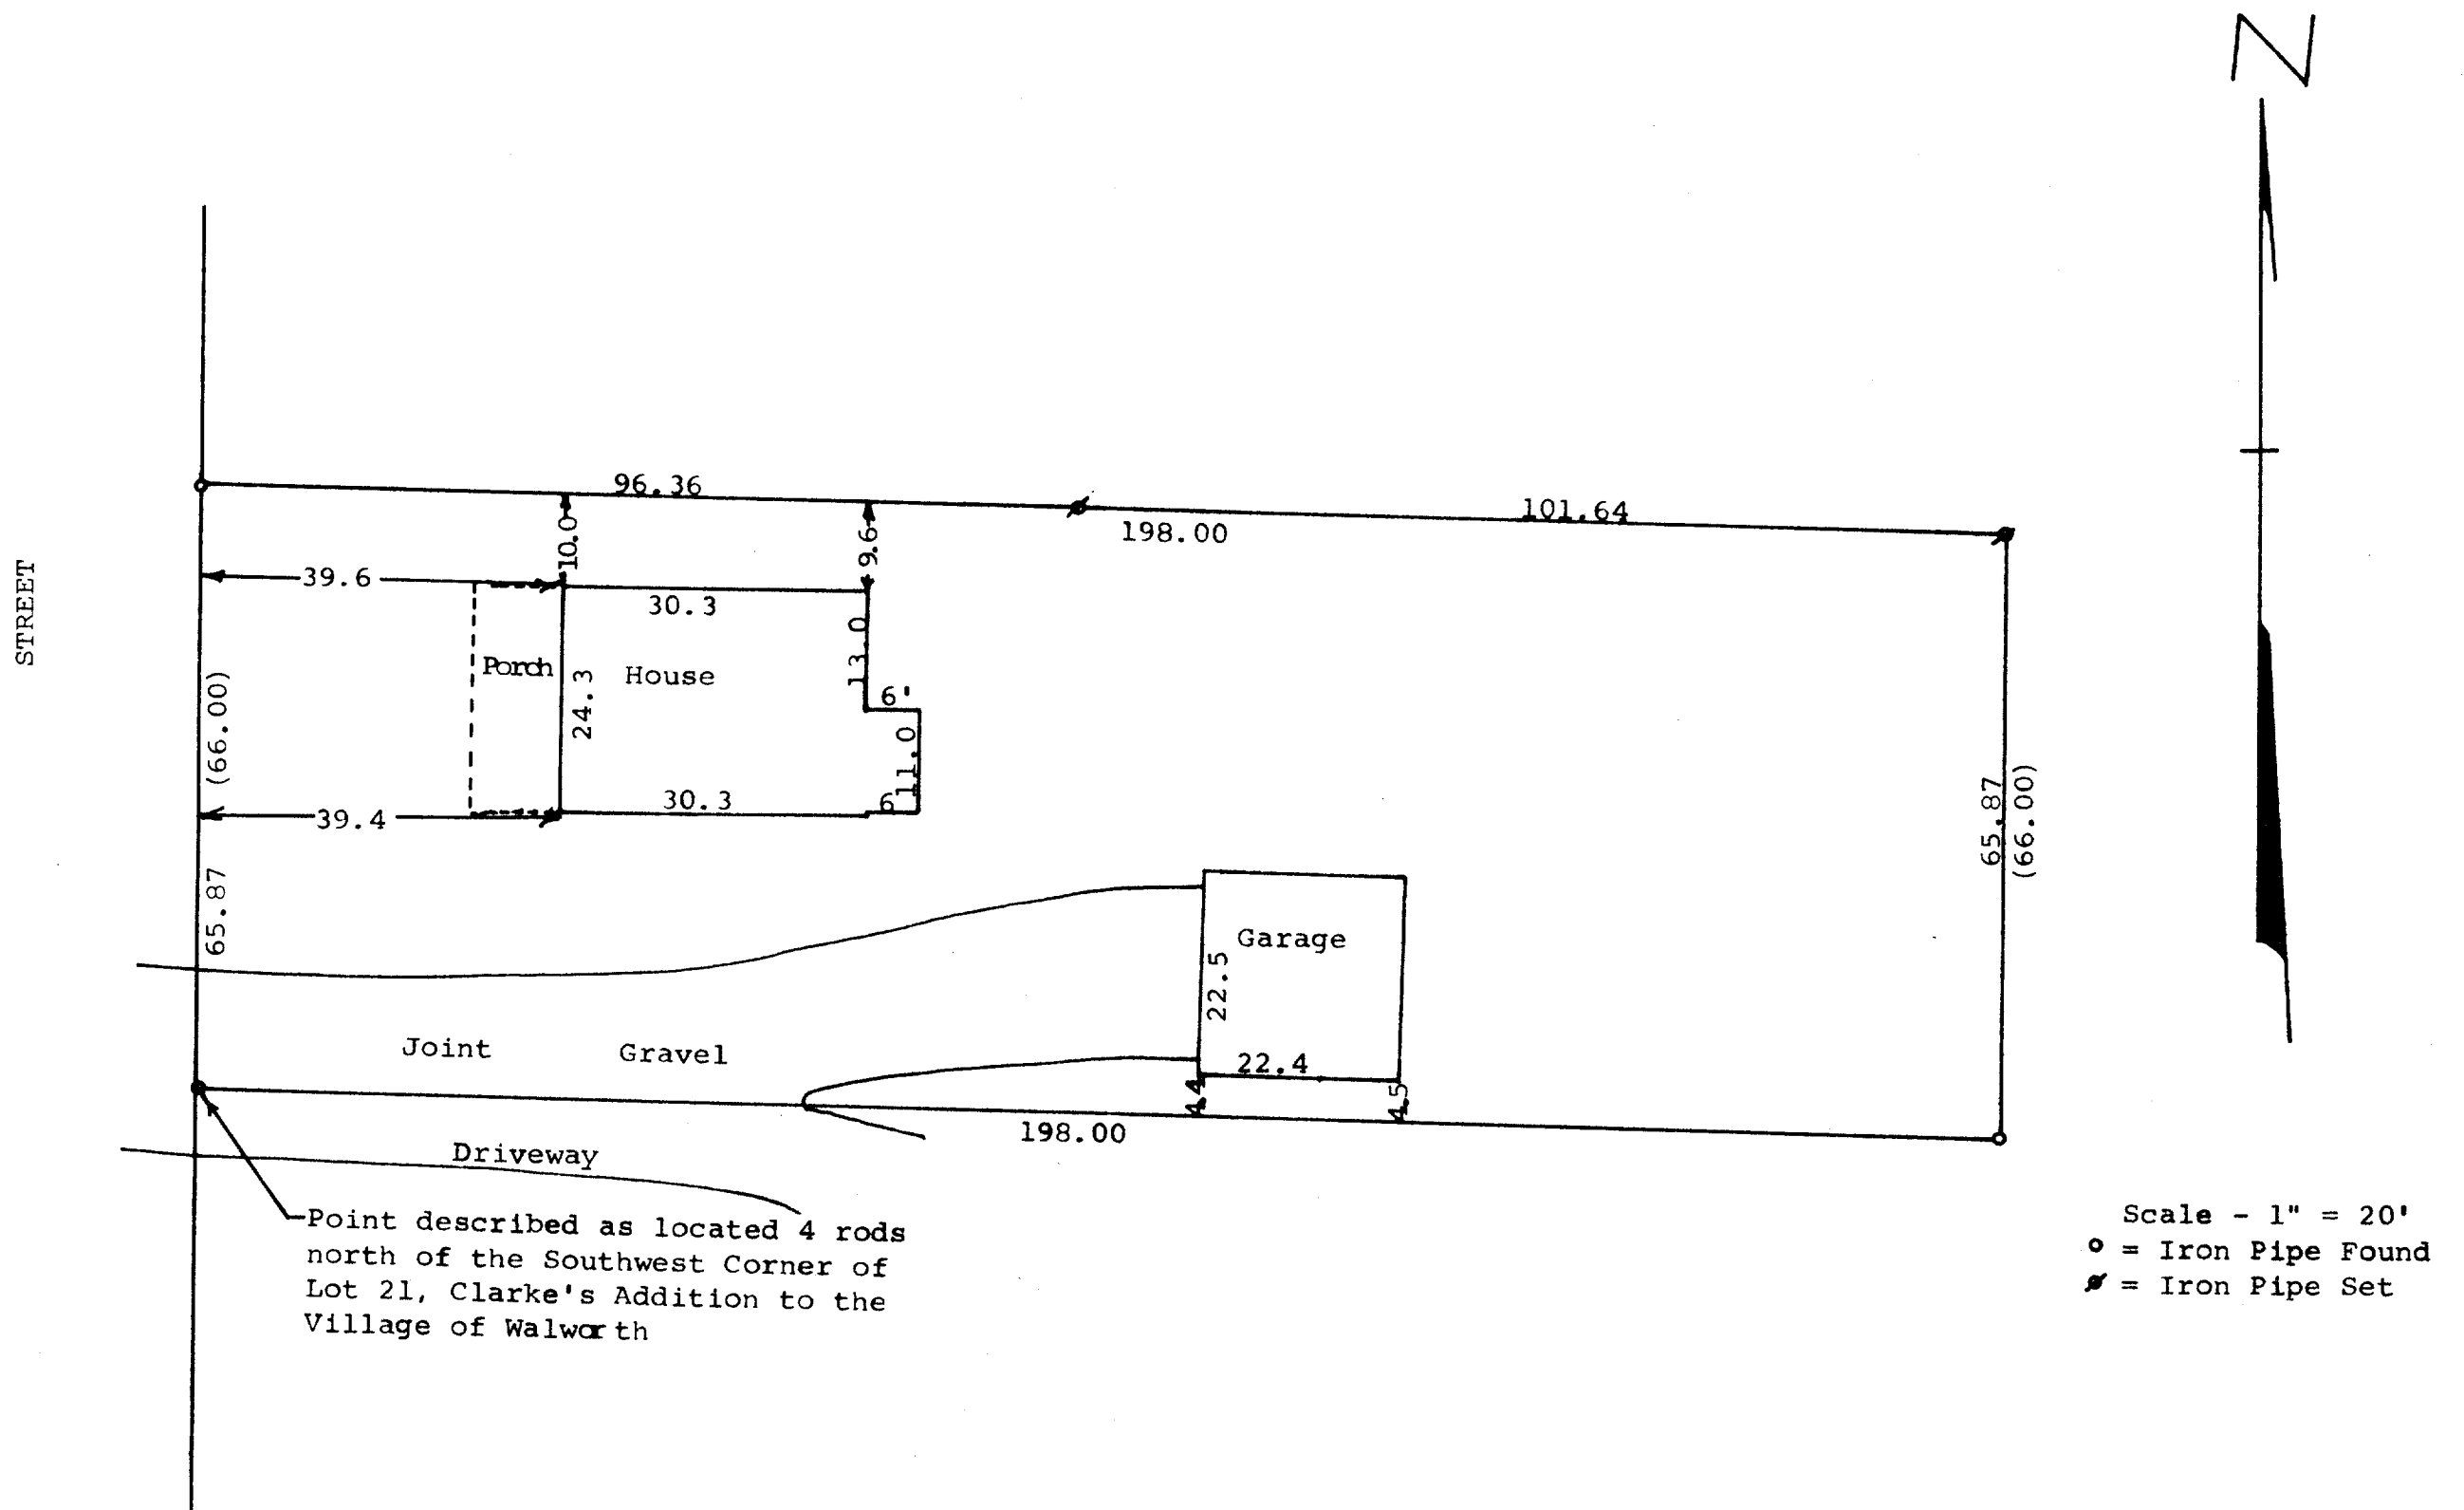 N
STREET
96.36
101.64
198.00
10.0
9.6
39.6
30.3
13.0
Porch
House
24.3
6'
(66.00)
11.0
30.3
6
39.4
65.87
(66.00)
65.87
Garage
22.5
Joint Gravel
22.4
4.4
4.5
198.00
Driveway
Point described as located 4 rods
north of the Southwest Corner of
Lot 21, Clarke's Addition to the
Village of Walworth
Scale - 1" = 20'
= Iron Pipe Found
= Iron Pipe Set